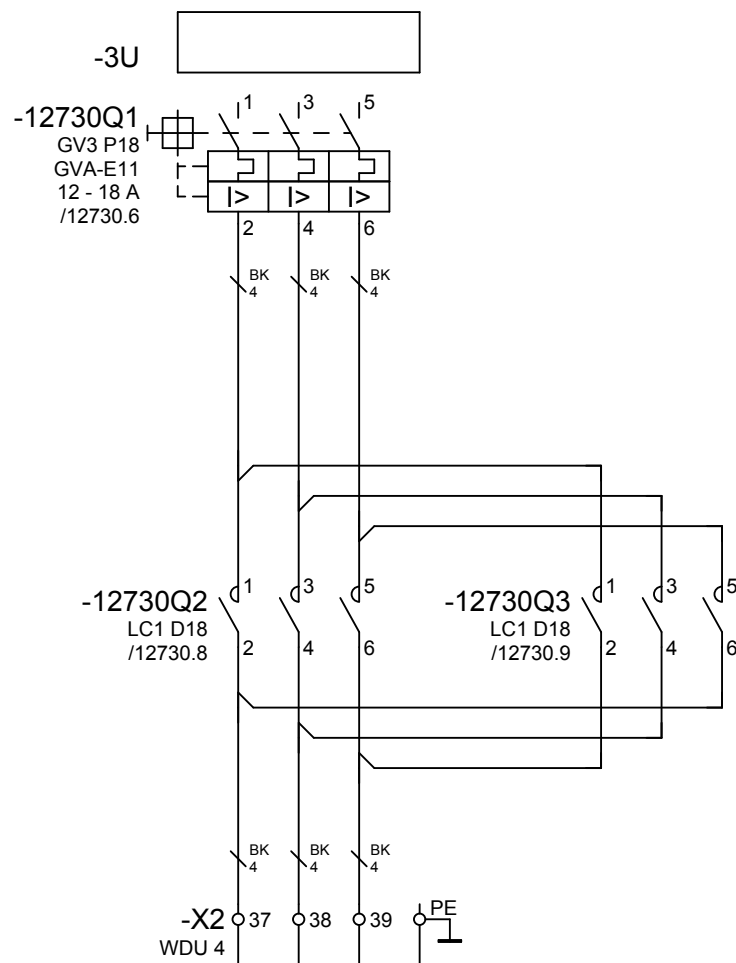 -3U
1 3 5
-12730Q1
GV3 P18
GVA-E11
12 - 18 A
/12730.6
I> I> I>
2 4 6
BK BK BK
4 4 4
-12730Q2
LC1 D18
/12730.8
1 3 5
2 4 6
-12730Q3
LC1 D18
/12730.9
1 3 5
2 4 6
BK BK BK
4 4 4
-X2 37 38 39 PE
WDU 4